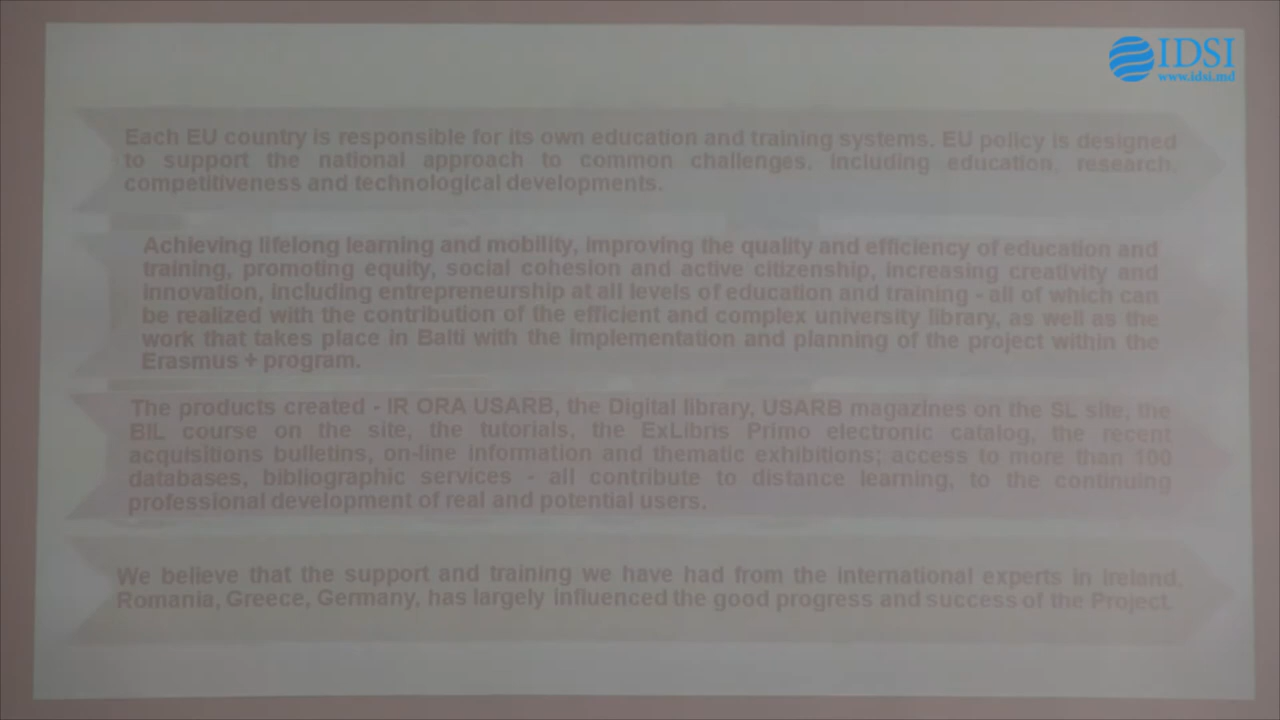 IDSI
www.idsi.md
Each EU country is responsible for its own education and training systems. EU policy is designed
to support the national approach to common challenges. including education, research,
competitiveness and technological developments.
Achieving lifelong learning and mobility, improving the quality and efficiency of education and
training, promoting equity, social cohesion and active citizenship, increasing creativity and
innovation, including entrepreneurship at all levels of education and training - all of which can
be realized with the contribution of the efficient and complex university library, as well as the
work that takes place in Balti with the implementation and planning of the project within the
Erasmus + program.
The products created - IR ORA USARB, the Digital library, USARB magazines on the SL site, the
BIL course on the site, the tutorials, the ExLibris Primo electronic catalog, the recent
acquisitions bulletins, on-line information and thematic exhibitions; access to more than 100
databases, bibliographic services - all contribute to distance learning, to the continuing
professional development of real and potential users.
We believe that the support and training we have had from the international experts in Ireland,
Romania, Greece, Germany, has largely influenced the good progress and success of the Project.